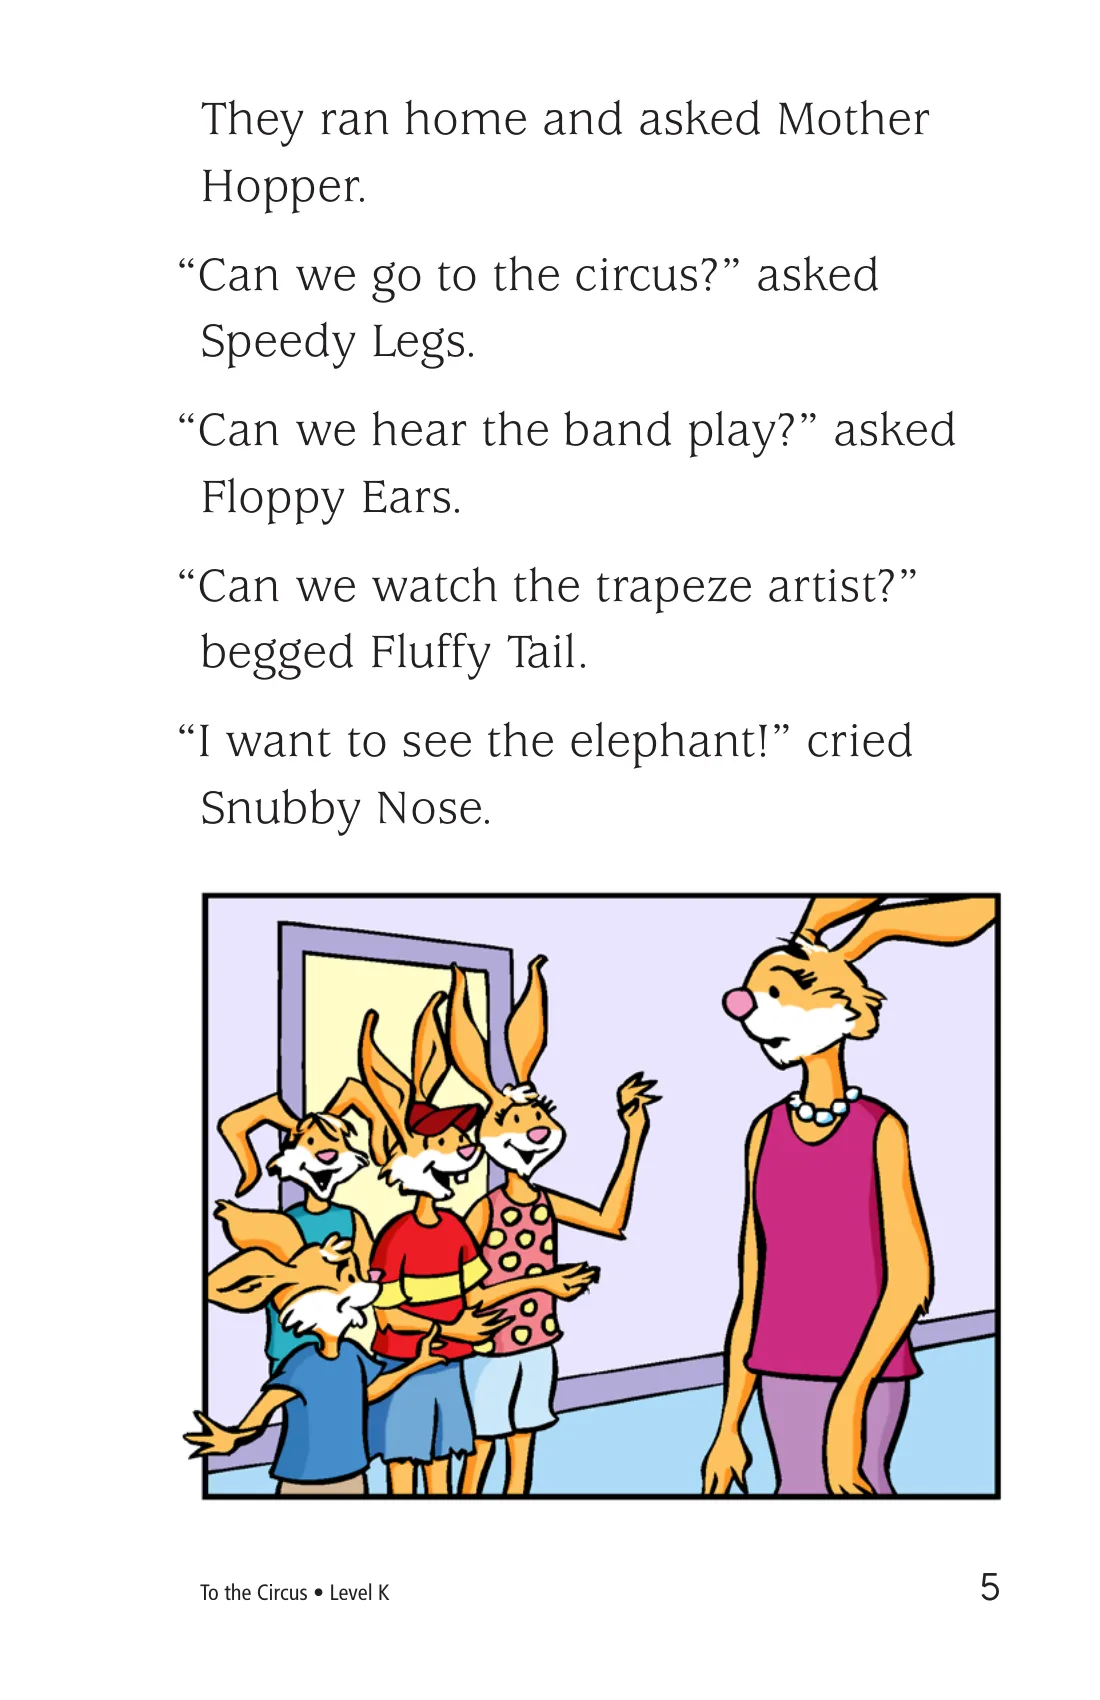 They ran home and asked Mother
Hopper.
“Can we go to the circus?” asked
Speedy Legs.
“Can we hear the band play?” asked
Floppy Ears.
“Can we watch the trapeze artist?”
begged Fluffy Tail.
“I want to see the elephant!” cried
Snubby Nose.
To the Circus • Level K
5